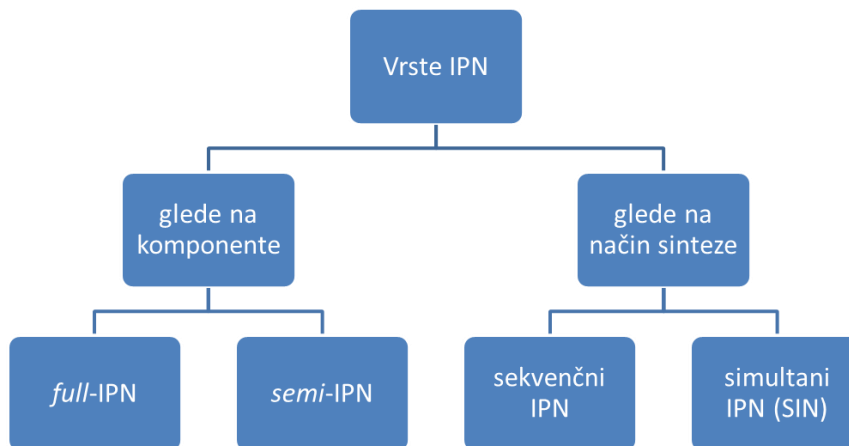 Vrste IPN
glede na
komponente
glede na
način sinteze
full-IPN
semi-IPN
sekvenčni
IPN
simultani
IPN (SIN)